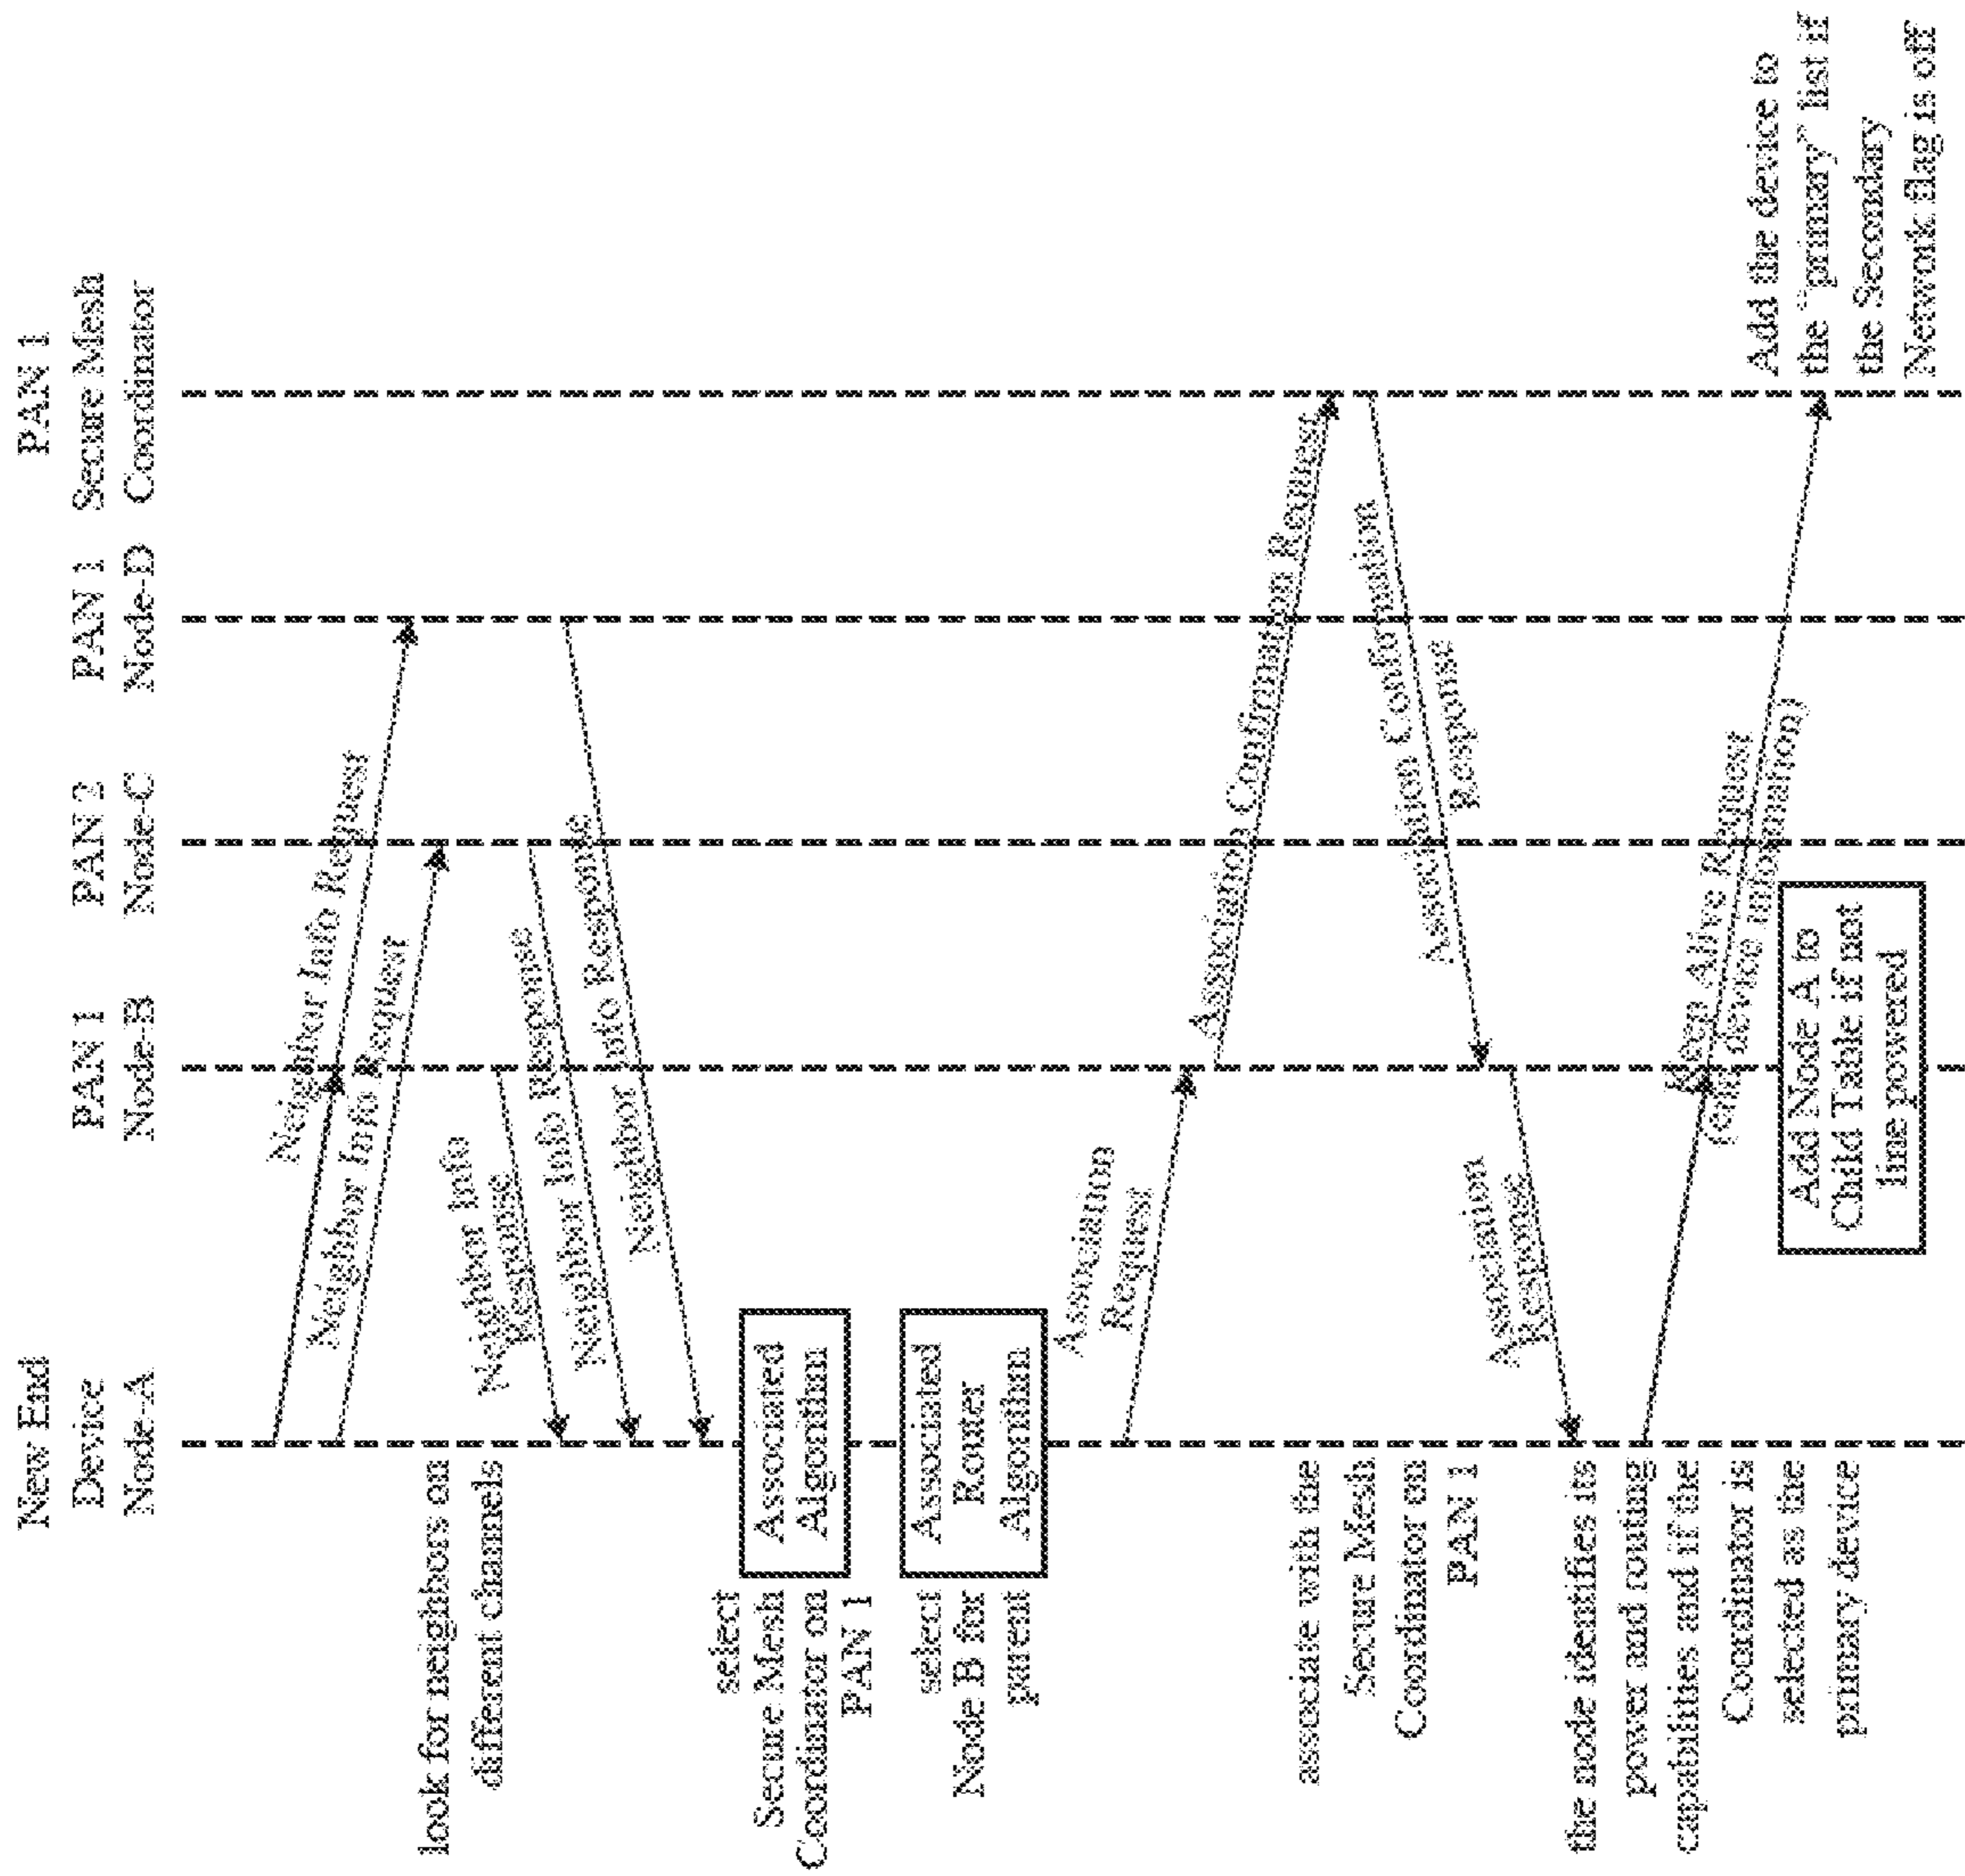 New End
Device
Node-A
PAN 1
Node-B
PAN 2
Node-C
PAN 1
Node-D
PAN 1
Secure Mesh
Coordinator
Neighbor Info Request
Neighbor Info Request
look for neighbors on
different channels
Neighbor Info
Response
Neighbor Info Response
Neighbor Info Response
select
Secure Mesh
Coordinator on
PAN 1
Associated
Algorithm
select
Node B for
parent
Associated
Router
Algorithm
Association
Request
Association Confirmation Request
associate with the
Secure Mesh
Coordinator on
PAN 1
Association Confirmation
Response
Association
Response
the node identifies its
power and routing
capabilities and if the
Coordinator is
selected as the
primary device
Keep Alive Request
(end device information)
Add Node A to
Child Table if not
line powered
Add the device to
the "primary" list if
the Secondary
Network flag is off